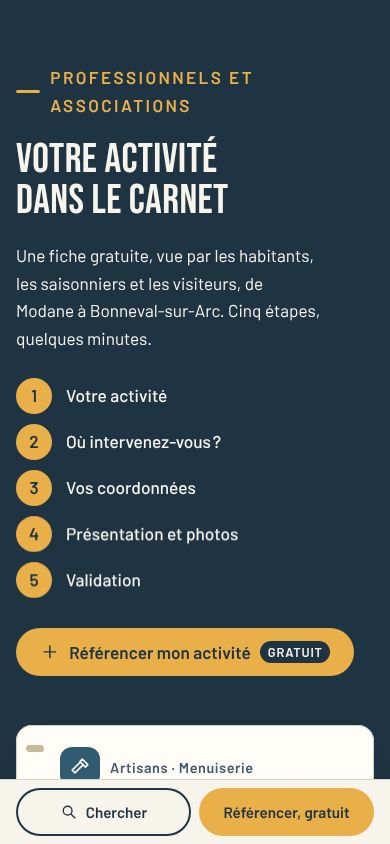 PROFESSIONNELS ET
ASSOCIATIONS
VOTRE ACTIVITÉ
DANS LE CARNET
Une fiche gratuite, vue par les habitants,
les saisonniers et les visiteurs, de
Modane à Bonneval-sur-Arc. Cinq étapes,
quelques minutes.
1 Votre activité
2 Où intervenez-vous ?
3 Vos coordonnées
4 Présentation et photos
5 Validation
Référencer mon activité GRATUIT
Artisans · Menuiserie
Chercher Référencer, gratuit